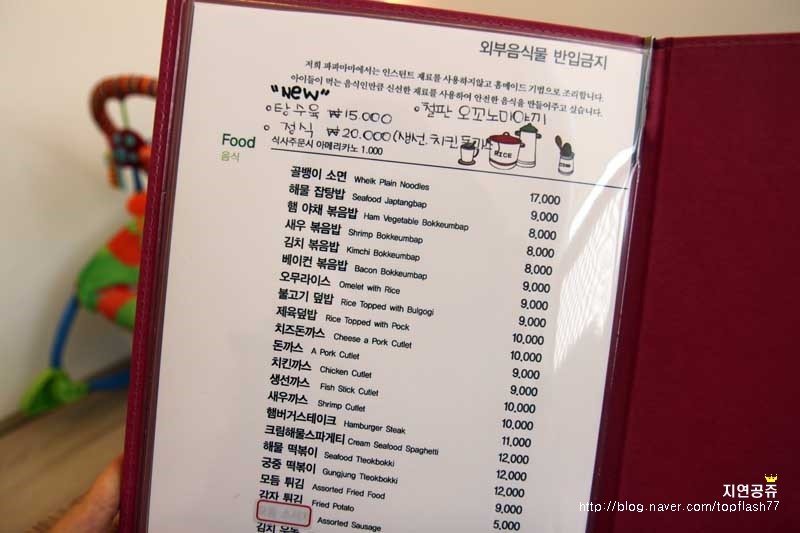 외부음식물 반입금지
저희 파파마마에서는 인스턴트 재료를 사용하지않고 홈메이드 기법으로 조리합니다.
아이들이 먹는 음식인만큼 신선한 재료를 사용하여 안전한 음식을 만들어주고 싶습니다.
"NEW"
·탕수육 ₩15.000 ·철판 오꼬노미야끼
·정식 ₩20.000 (생선.치킨
RICE
Food
음식
식사주문시 아메리카노 1.000
골뱅이 소면 Whelk Plain Noodles 17,000
해물 잡탕밥 Seafood Japtangbap 9,000
햄 야채 볶음밥 Ham Vegetable Bokkeumbap 8,000
새우 볶음밥 Shrimp Bokkeumbap 8,000
김치 볶음밥 Kimchi Bokkeumbap 8,000
베이컨 볶음밥 Bacon Bokkeumbap 9,000
오무라이스 Omelet with Rice 9,000
불고기 덮밥 Rice Topped with Bulgogi 9,000
제육덮밥 Rice Topped with Pock 10,000
치즈돈까스 Cheese a Pork Cutlet 10,000
돈까스 A Pork Cutlet 9,000
치킨까스 Chicken Cutlet 9,000
생선까스 Fish Stick Cutlet 10,000
새우까스 Shrimp Cutlet 10,000
햄버거스테이크 Hamburger Steak 11,000
크림해물스파게티 Cream Seafood Spaghetti 12,000
해물 떡볶이 Seafood Tteokbokki 12,000
궁중 떡볶이 Gungjung Tteokbokki 12,000
모듬 튀김 Assorted Fried Food 9,000
감자 튀김 Fried Potato 5,000
Assorted Sausage
김치 우동
지연공쥬
http://blog.naver.com/topflash77